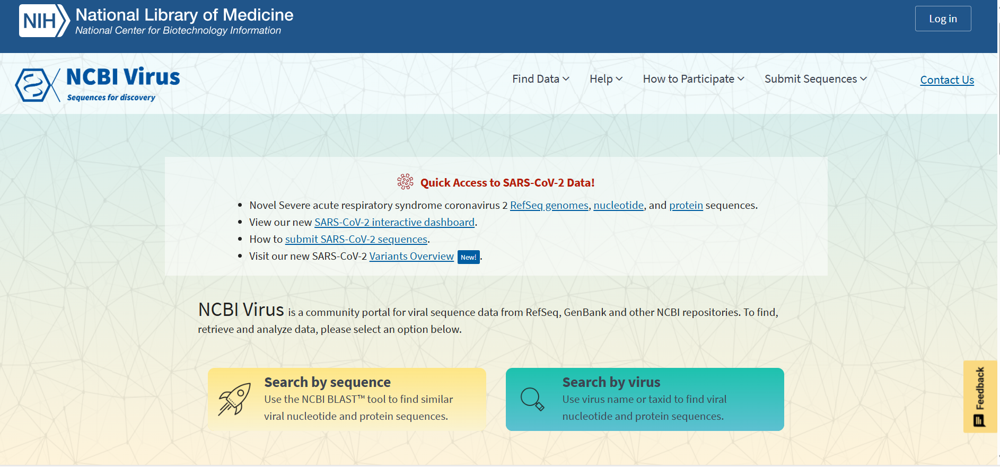 NIH National Library of Medicine
National Center for Biotechnology Information
Log in
NCBI Virus
Sequences for discovery
Find Data
Help
How to Participate
Submit Sequences
Contact Us
Quick Access to SARS-CoV-2 Data!
• Novel Severe acute respiratory syndrome coronavirus 2 RefSeq genomes, nucleotide, and protein sequences.
• View our new SARS-CoV-2 interactive dashboard.
• How to submit SARS-CoV-2 sequences.
• Visit our new SARS-CoV-2 Variants Overview New!.
NCBI Virus is a community portal for viral sequence data from RefSeq, GenBank and other NCBI repositories. To find,
retrieve and analyze data, please select an option below.
Search by sequence
Use the NCBI BLAST™ tool to find similar
viral nucleotide and protein sequences.
Search by virus
Use virus name or taxid to find viral
nucleotide and protein sequences.
Feedback